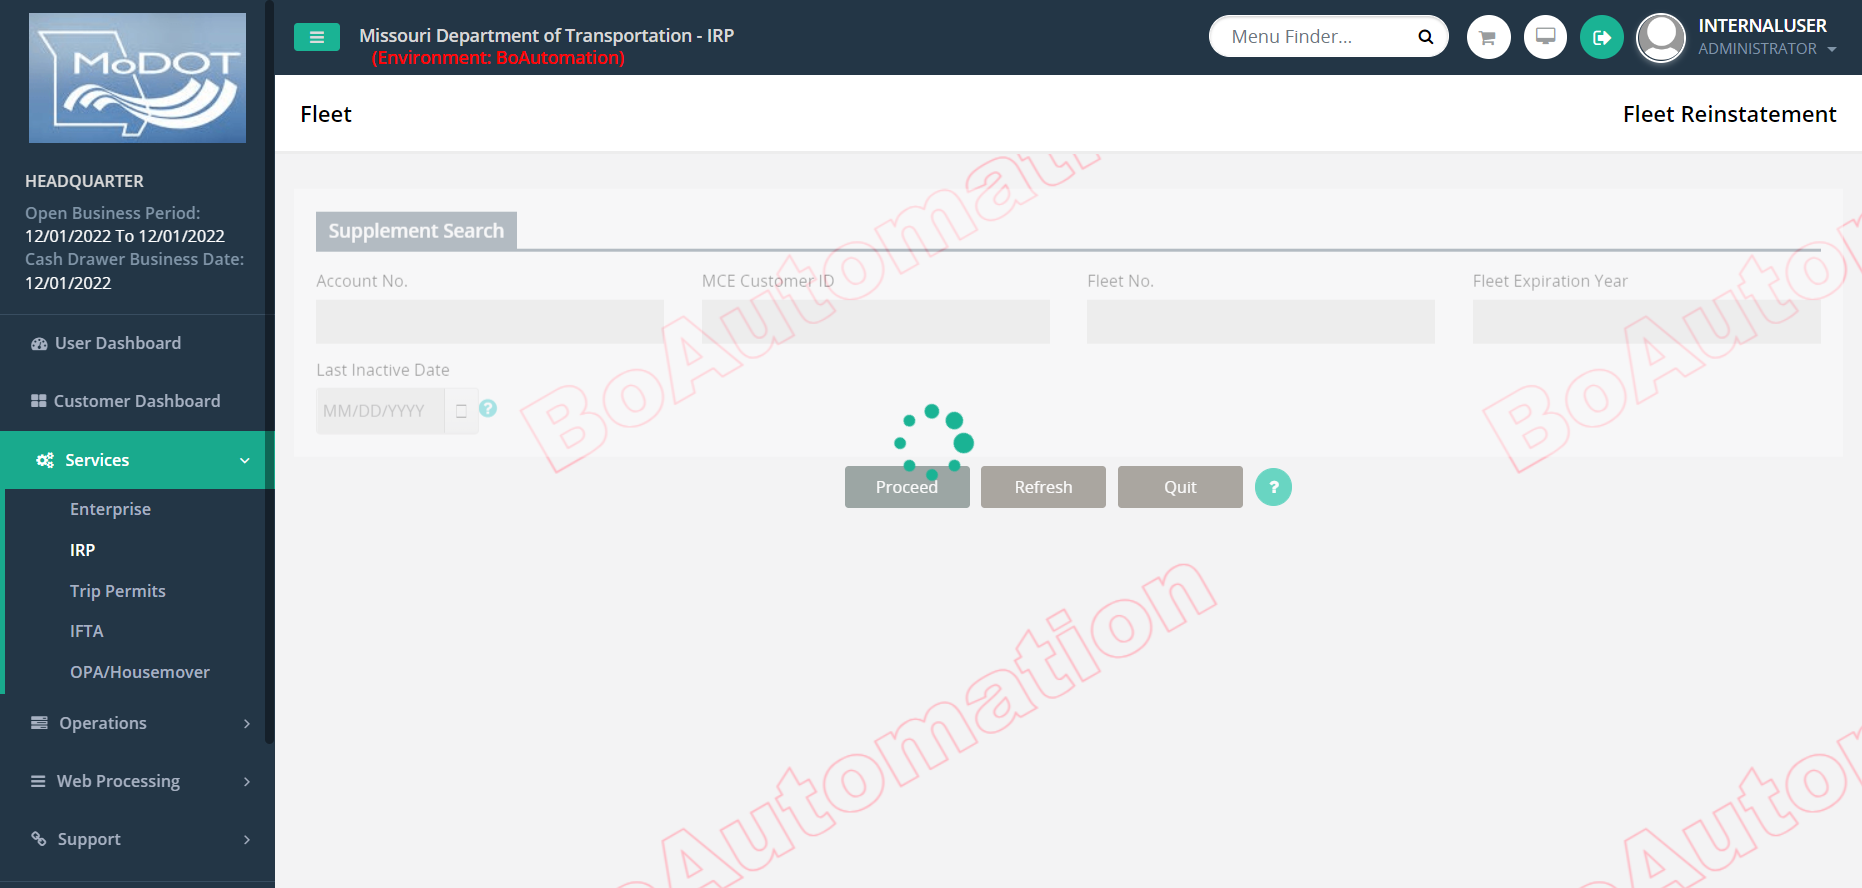 MoDOT
HEADQUARTER
Open Business Period:
12/01/2022 To 12/01/2022
Cash Drawer Business Date:
12/01/2022
User Dashboard
Customer Dashboard
Services
Enterprise
IRP
Trip Permits
IFTA
OPA/Housemover
Operations
Web Processing
Support
Missouri Department of Transportation - IRP
(Environment: BoAutomation)
Menu Finder...
INTERNALUSER
ADMINISTRATOR
Fleet
Fleet Reinstatement
Supplement Search
Account No.
MCE Customer ID
Fleet No.
Fleet Expiration Year
Last Inactive Date
MM/DD/YYYY
?
Proceed
Refresh
Quit
?
BoAutomati
BoAuto
BoAutomation
BoAuto